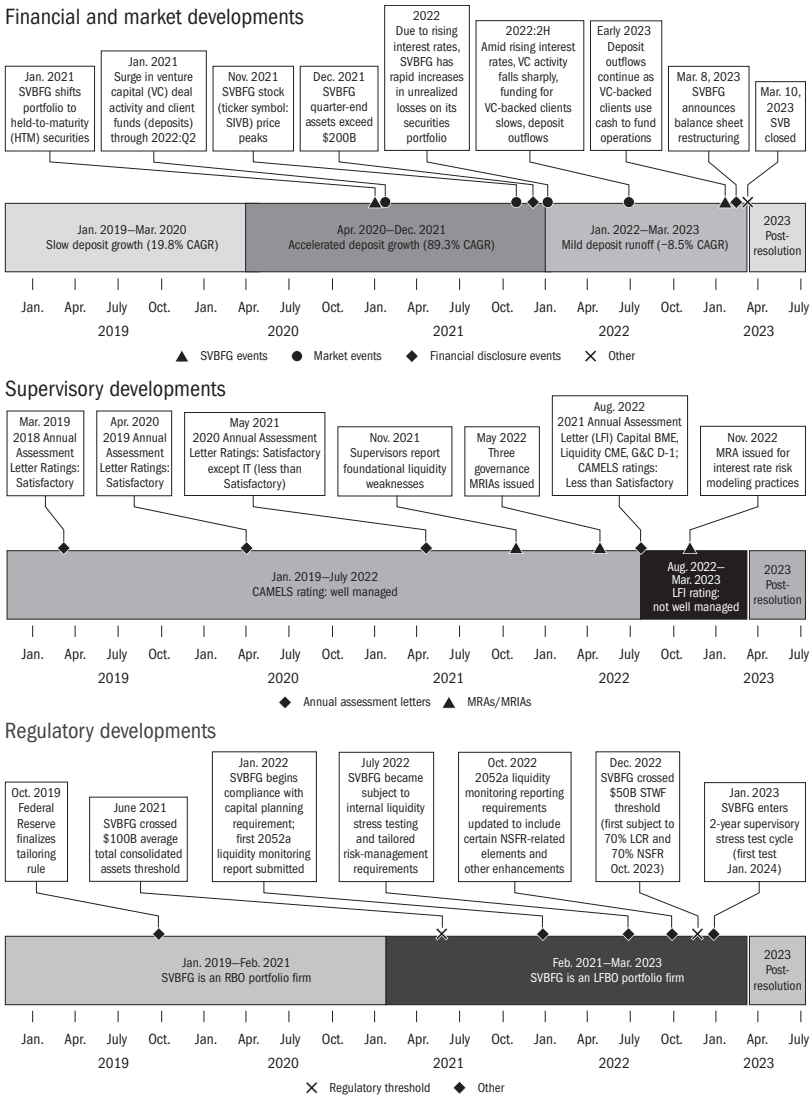 Financial and market developments
Jan. 2021
SVBFG shifts
portfolio to
held-to-maturity
(HTM) securities
Jan. 2021
Surge in venture
capital (VC) deal
activity and client
funds (deposits)
through 2022:Q2
Nov. 2021
SVBFG stock
(ticker symbol:
SIVB) price
peaks
Dec. 2021
SVBFG
quarter-end
assets exceed
$200B
2022
Due to rising
interest rates,
SVBFG has
rapid increases
in unrealized
losses on its
securities
portfolio
2022:2H
Amid rising interest
rates, VC activity
falls sharply,
funding for
VC-backed clients
slows, deposit
outflows
Early 2023
Deposit
outflows
continue as
VC-backed
clients use
cash to fund
operations
Mar. 8, 2023
SVBFG
announces
balance sheet
restructuring
Mar. 10,
2023
SVB
closed
Jan. 2019–Mar. 2020
Slow deposit growth (19.8% CAGR)
Apr. 2020–Dec. 2021
Accelerated deposit growth (89.3% CAGR)
Jan. 2022–Mar. 2023
Mild deposit runoff (−8.5% CAGR)
2023
Post-
resolution
Jan. Apr. July Oct. Jan. Apr. July Oct. Jan. Apr. July Oct. Jan. Apr. July Oct. Jan. Apr. July
2019 2020 2021 2022 2023
SVBFG events Market events Financial disclosure events Other
Supervisory developments
Mar. 2019
2018 Annual
Assessment
Letter Ratings:
Satisfactory
Apr. 2020
2019 Annual
Assessment
Letter Ratings:
Satisfactory
May 2021
2020 Annual Assessment
Letter Ratings: Satisfactory
except IT (less than
Satisfactory)
Nov. 2021
Supervisors report
foundational liquidity
weaknesses
May 2022
Three
governance
MRIAs issued
Aug. 2022
2021 Annual Assessment
Letter (LFI) Capital BME,
Liquidity CME, G&C D-1;
CAMELS ratings:
Less than Satisfactory
Nov. 2022
MRA issued for
interest rate risk
modeling practices
Jan. 2019–July 2022
CAMELS rating: well managed
Aug. 2022–
Mar. 2023
LFI rating:
not well managed
2023
Post-
resolution
Jan. Apr. July Oct. Jan. Apr. July Oct. Jan. Apr. July Oct. Jan. Apr. July Oct. Jan. Apr. July
2019 2020 2021 2022 2023
Annual assessment letters MRAs/MRIAs
Regulatory developments
Oct. 2019
Federal
Reserve
finalizes
tailoring
rule
June 2021
SVBFG crossed
$100B average
total consolidated
assets threshold
Jan. 2022
SVBFG begins
compliance with
capital planning
requirement;
first 2052a
liquidity monitoring
report submitted
July 2022
SVBFG became
subject to
internal liquidity
stress testing
and tailored
risk-management
requirements
Oct. 2022
2052a liquidity
monitoring reporting
requirements
updated to include
certain NSFR-related
elements and
other enhancements
Dec. 2022
SVBFG crossed
$50B STWF
threshold
(first subject to
70% LCR and
70% NSFR
Oct. 2023)
Jan. 2023
SVBFG enters
2-year supervisory
stress test cycle
(first test
Jan. 2024)
Jan. 2019–Feb. 2021
SVBFG is an RBO portfolio firm
Feb. 2021–Mar. 2023
SVBFG is an LFBO portfolio firm
2023
Post-
resolution
Jan. Apr. July Oct. Jan. Apr. July Oct. Jan. Apr. July Oct. Jan. Apr. July Oct. Jan. Apr. July
2019 2020 2021 2022 2023
Regulatory threshold Other